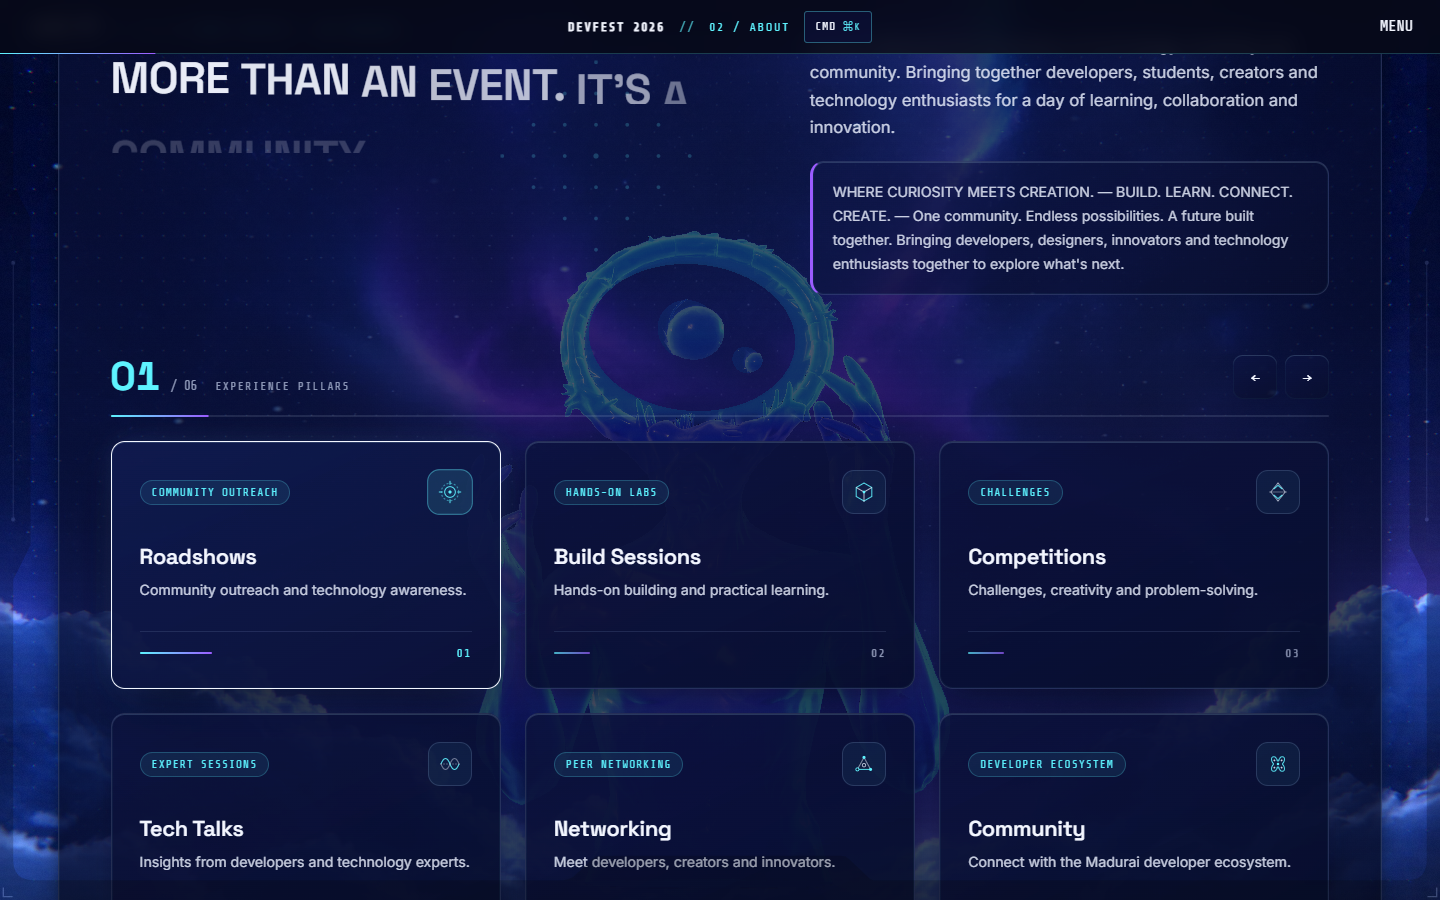 DEVFEST 2026 // 02 / ABOUT CMD ⌘K
MENU
MORE THAN AN EVENT. IT'S A
COMMUNITY
community. Bringing together developers, students, creators and
technology enthusiasts for a day of learning, collaboration and
innovation.
WHERE CURIOSITY MEETS CREATION. — BUILD. LEARN. CONNECT.
CREATE. — One community. Endless possibilities. A future built
together. Bringing developers, designers, innovators and technology
enthusiasts together to explore what's next.
01 / 06 EXPERIENCE PILLARS
← →
COMMUNITY OUTREACH
Roadshows
Community outreach and technology awareness.
01
HANDS-ON LABS
Build Sessions
Hands-on building and practical learning.
02
CHALLENGES
Competitions
Challenges, creativity and problem-solving.
03
EXPERT SESSIONS
Tech Talks
Insights from developers and technology experts.
PEER NETWORKING
Networking
Meet developers, creators and innovators.
DEVELOPER ECOSYSTEM
Community
Connect with the Madurai developer ecosystem.